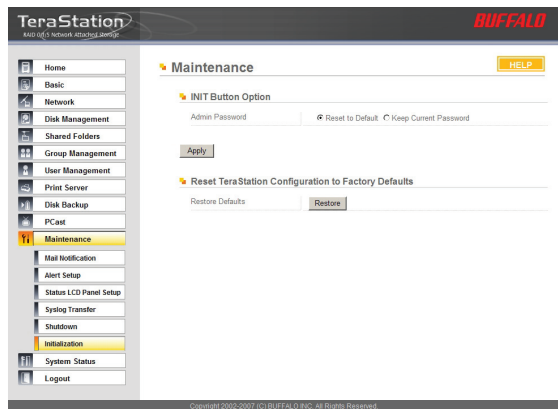 TeraStation
RAID 0/1/5 Network Attached Storage
BUFFALO
Home
Basic
Network
Disk Management
Shared Folders
Group Management
User Management
Print Server
Disk Backup
PCast
Maintenance
Mail Notification
Alert Setup
Status LCD Panel Setup
Syslog Transfer
Shutdown
Initialization
System Status
Logout
Maintenance
HELP
INIT Button Option
Admin Password
Reset to Default Keep Current Password
Apply
Reset TeraStation Configuration to Factory Defaults
Restore Defaults
Restore
Copyright 2002-2007 (C) BUFFALO INC. All Rights Reserved.